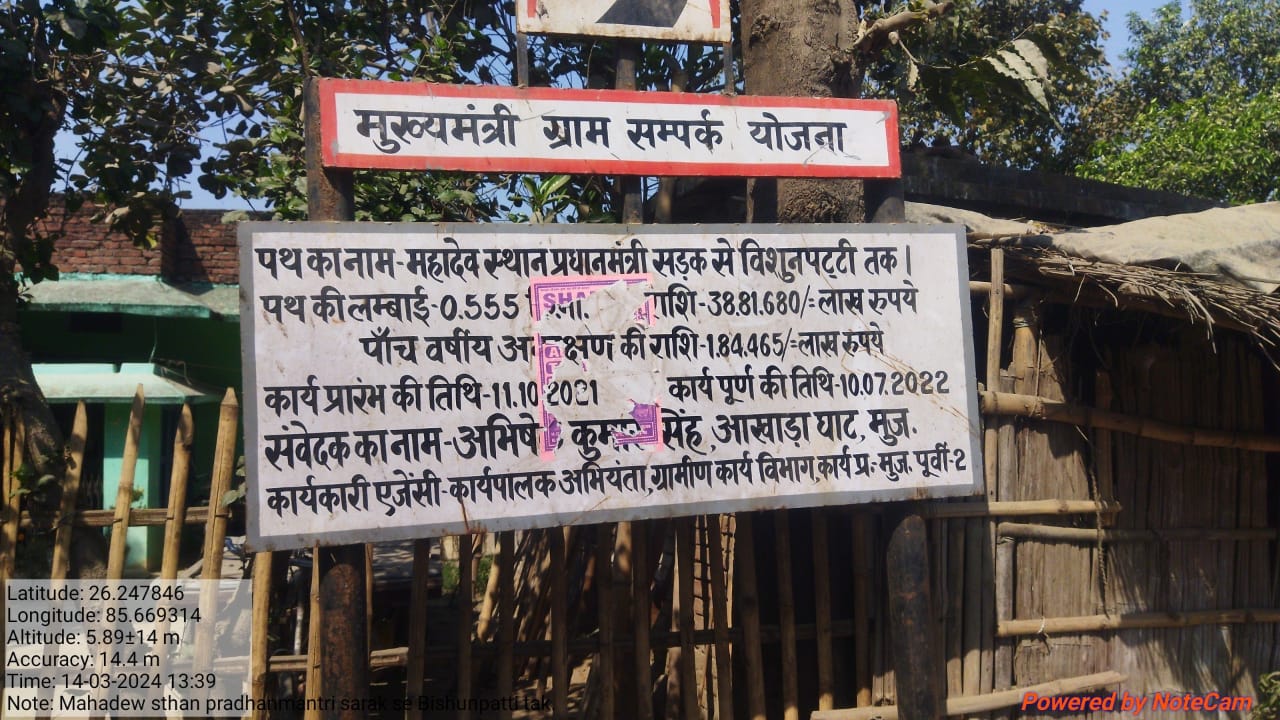 मुख्यमंत्री ग्राम सम्पर्क योजना
पथ का नाम-महादेव स्थान प्रधानमंत्री सड़क से विशुनपट्टी तक।
पथ की लम्बाई-0.555 राशि-38.81.680/=लाख रुपये
SHA
पाँच वर्षीय की राशि-1.84.465/=लाख रुपये
कार्य प्रारंभ की तिथि-11.10 2021 कार्य पूर्ण की तिथि-10.07.2022
संवेदक का नाम-अभिषेक कुमार सिंह, आखाड़ा घाट, मुज.
कार्यकारी एजेंसी-कार्यपालक अभियंता, ग्रामीण कार्य विभाग, कार्य प्र.-मुज. पूर्वी-2
Latitude: 26.247846
Longitude: 85.669314
Altitude: 5.89±14 m
Accuracy: 14.4 m
Time: 14-03-2024 13:39
Note: Mahadew sthan pradhanmantri sarak se Bishunpatti tak
Powered by NoteCam